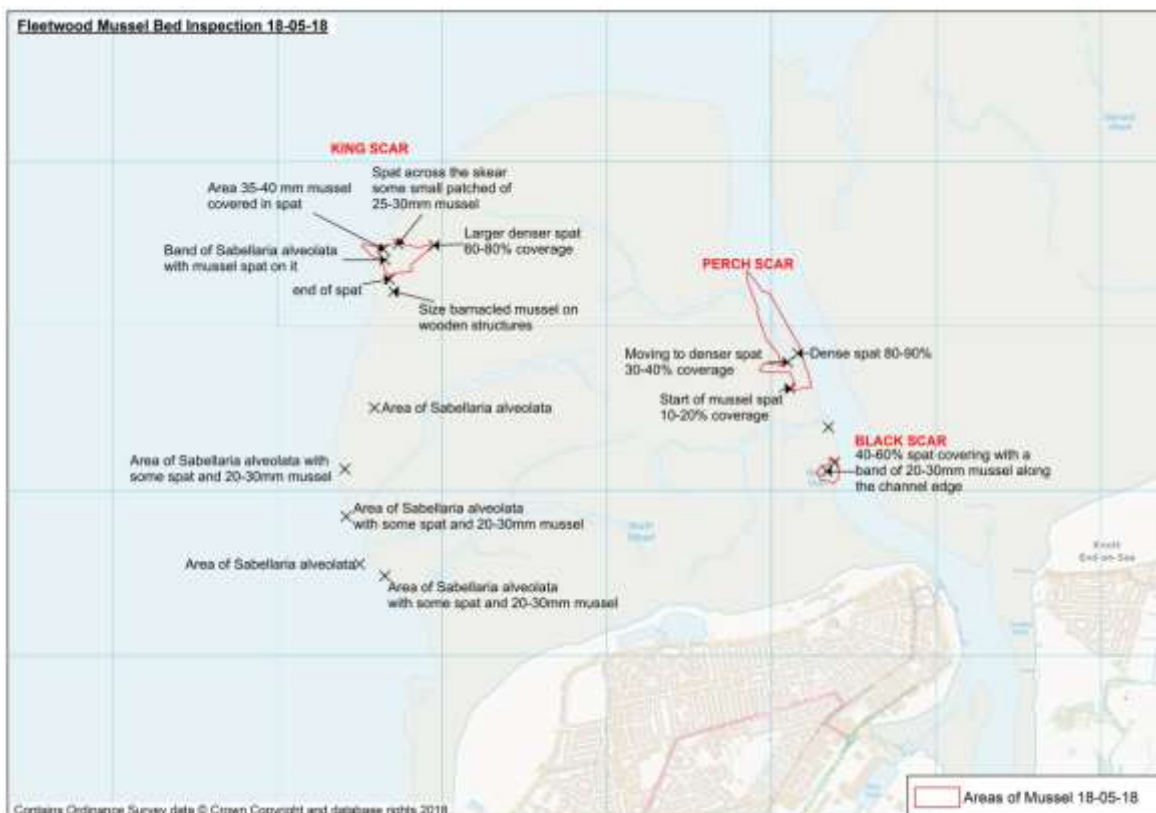 Fleetwood Mussel Bed Inspection 18-05-18
KING SCAR
Spat across the skear
some small patched of
25-30mm mussel
Area 35-40 mm mussel
covered in spat
Larger denser spat
60-80% coverage
Band of Sabellaria alveolata
with mussel spat on it
end of spat
Size barnacled mussel on
wooden structures
PERCH SCAR
Moving to denser spat
30-40% coverage
Dense spat 80-90%
Start of mussel spat
10-20% coverage
Area of Sabellaria alveolata
BLACK SCAR
40-60% spat covering with a
band of 20-30mm mussel along
the channel edge
Area of Sabellaria alveolata with
some spat and 20-30mm mussel
Area of Sabellaria alveolata
with some spat and 20-30mm mussel
Area of Sabellaria alveolata
Area of Sabellaria alveolata
with some spat and 20-30mm mussel
Knott
End-on-Sea
Contains Ordinance Survey data © Crown Copyright and database rights 2018
Areas of Mussel 18-05-18